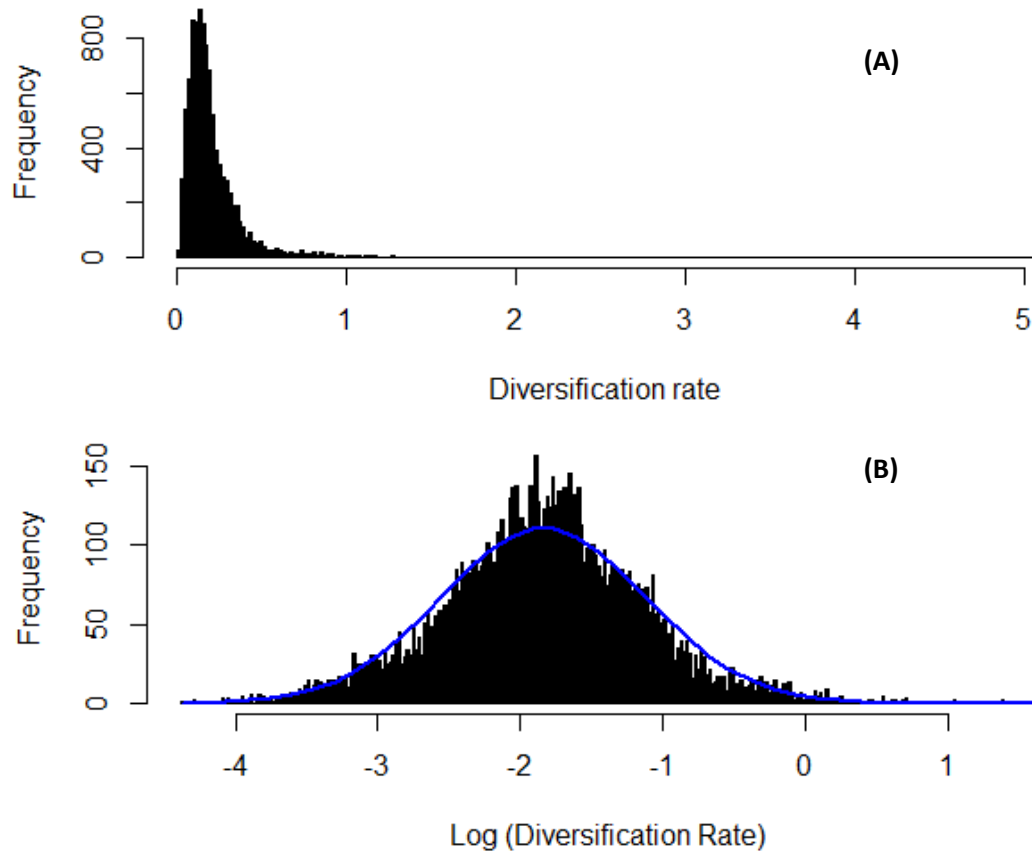 (A)
Frequency
0 400 800
0 1 2 3 4 5
Diversification rate
(B)
Frequency
0 50 100 150
-4 -3 -2 -1 0 1
Log (Diversification Rate)